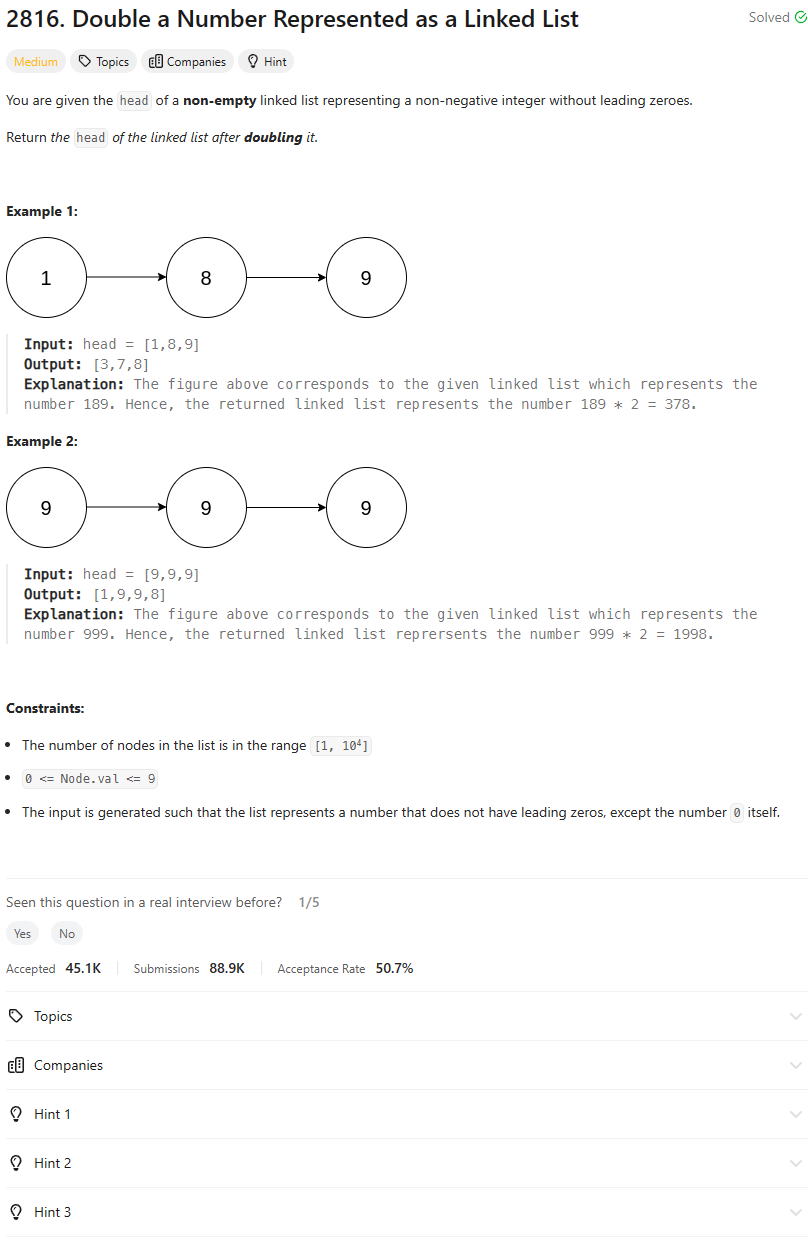 2816. Double a Number Represented as a Linked List
Solved
Medium
Topics
Companies
Hint
You are given the head of a non-empty linked list representing a non-negative integer without leading zeroes.
Return the head of the linked list after doubling it.
Example 1:
1
8
9
Input: head = [1,8,9]
Output: [3,7,8]
Explanation: The figure above corresponds to the given linked list which represents the
number 189. Hence, the returned linked list represents the number 189 * 2 = 378.
Example 2:
9
9
9
Input: head = [9,9,9]
Output: [1,9,9,8]
Explanation: The figure above corresponds to the given linked list which represents the
number 999. Hence, the returned linked list reprersents the number 999 * 2 = 1998.
Constraints:
• The number of nodes in the list is in the range [1, 10⁴]
• 0 <= Node.val <= 9
• The input is generated such that the list represents a number that does not have leading zeros, except the number 0 itself.
Seen this question in a real interview before? 1/5
Yes
No
Accepted 45.1K
Submissions 88.9K
Acceptance Rate 50.7%
Topics
Companies
Hint 1
Hint 2
Hint 3